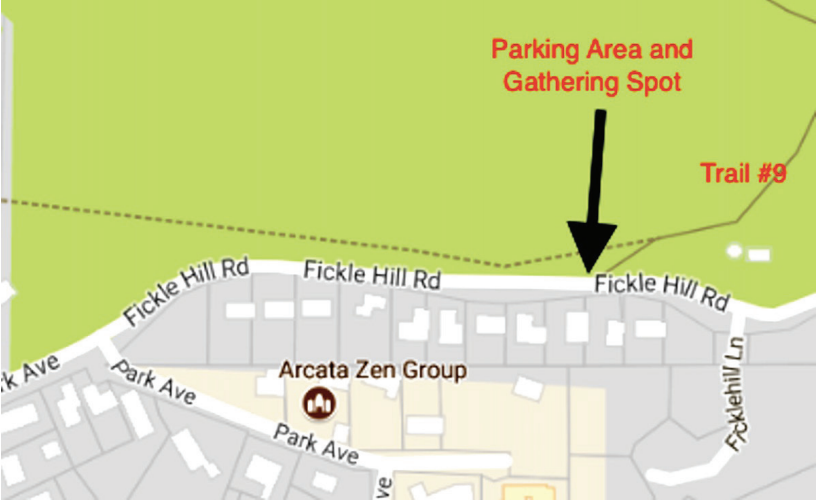 Parking Area and
Gathering Spot
Trail #9
Fickle Hill Rd
Fickle Hill Rd
Fickle Hill Rd
Ficklehill Ln
rk Ave
Park Ave
Arcata Zen Group
Park Ave
ve